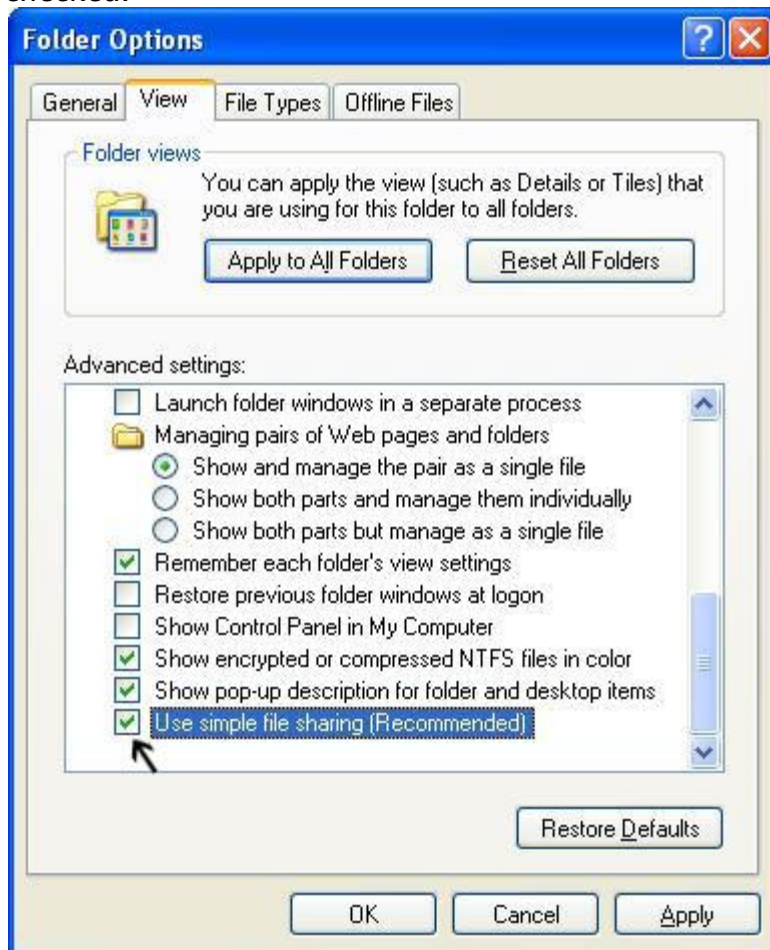 checked.
Folder Options
General View File Types Offline Files
Folder views
You can apply the view (such as Details or Tiles) that
you are using for this folder to all folders.
Apply to All Folders Reset All Folders
Advanced settings:
Launch folder windows in a separate process
Managing pairs of Web pages and folders
Show and manage the pair as a single file
Show both parts and manage them individually
Show both parts but manage as a single file
Remember each folder's view settings
Restore previous folder windows at logon
Show Control Panel in My Computer
Show encrypted or compressed NTFS files in color
Show pop-up description for folder and desktop items
Use simple file sharing (Recommended)
Restore Defaults
OK Cancel Apply